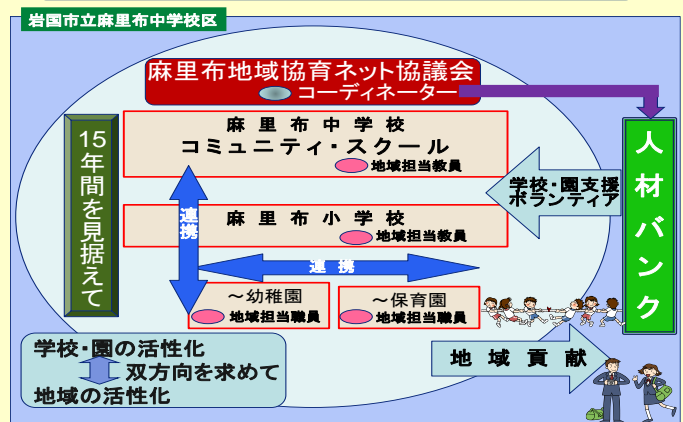 岩国市立麻里布中学校区
麻里布地域協育ネット協議会
コーディネーター
麻里布中学校
コミュニティ・スクール
地域担当教員
15年間を見据えて
人材バンク
学校・園支援
ボランティア
連携
麻里布小学校
地域担当教員
連携
～幼稚園
地域担当職員
～保育園
地域担当職員
学校・園の活性化
双方向を求めて
地域の活性化
地域貢献